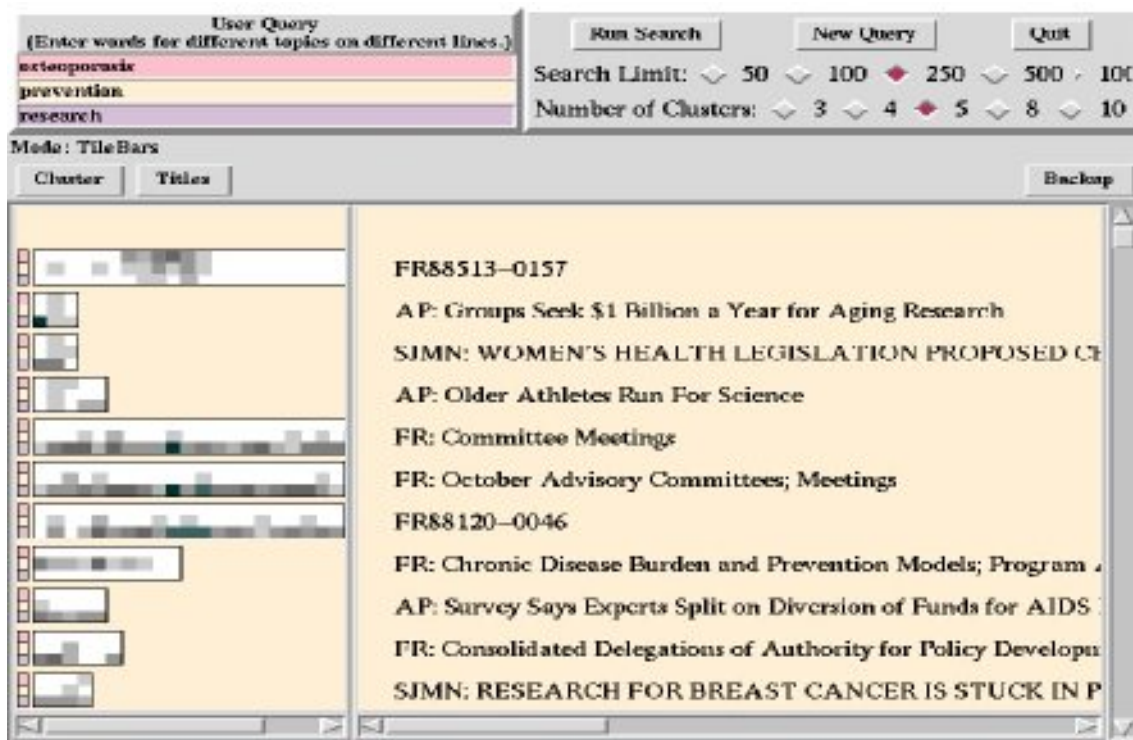 User Query
(Enter words for different topics on different lines.)
osteoporosis
prevention
research
Run Search New Query Quit
Search Limit: 50 100 250 500 100
Number of Clusters: 3 4 5 8 10
Mode: TileBars
Cluster Titles Backup
FR88513-0157
AP: Groups Seek $1 Billion a Year for Aging Research
SJMN: WOMEN'S HEALTH LEGISLATION PROPOSED
AP: Older Athletes Run For Science
FR: Committee Meetings
FR: October Advisory Committees; Meetings
FR88120-0046
FR: Chronic Disease Burden and Prevention Models; Program
AP: Survey Says Experts Split on Diversion of Funds for AIDS
FR: Consolidated Delegations of Authority for Policy
SJMN: RESEARCH FOR BREAST CANCER IS STUCK IN